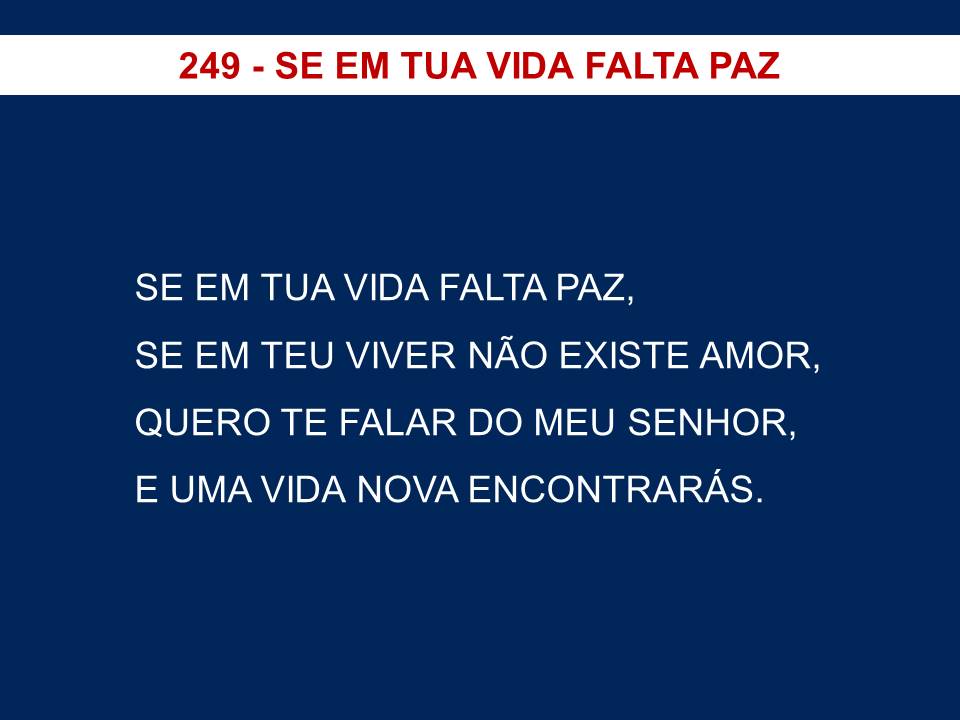 249 - SE EM TUA VIDA FALTA PAZ
SE EM TUA VIDA FALTA PAZ,
SE EM TEU VIVER NÃO EXISTE AMOR,
QUERO TE FALAR DO MEU SENHOR,
E UMA VIDA NOVA ENCONTRARÁS.